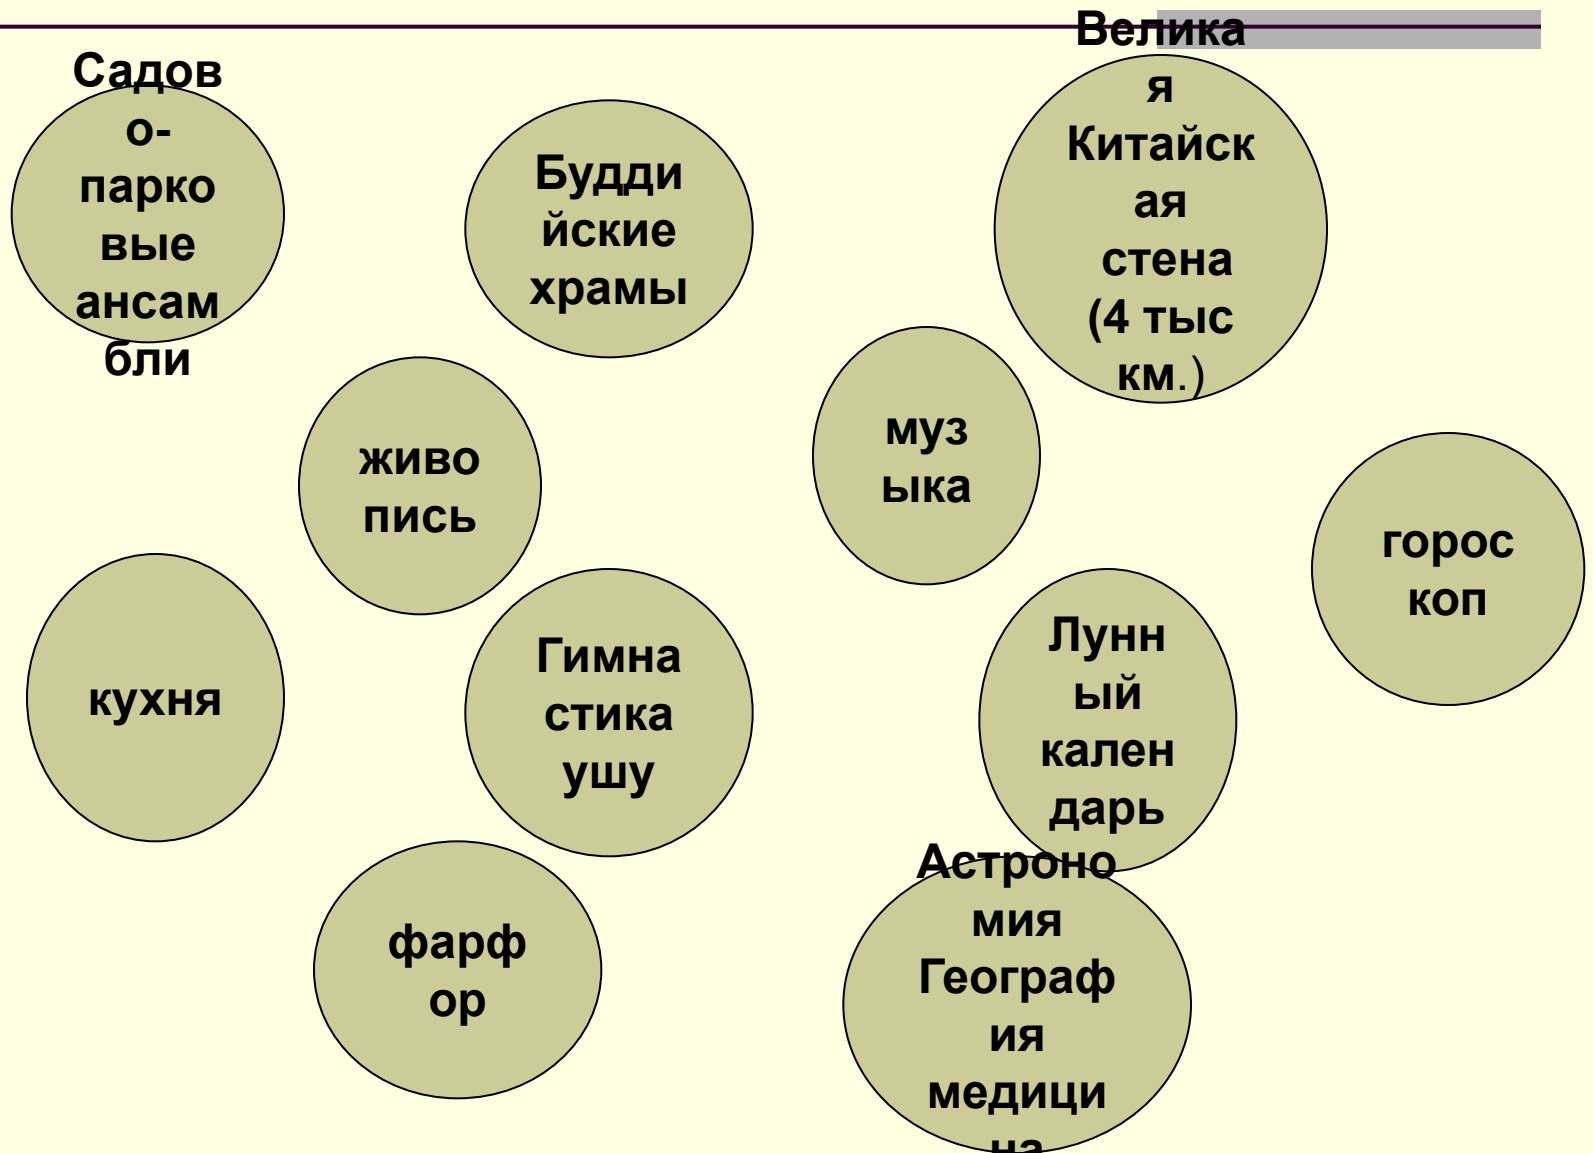 Садов
о-
парко
вые
ансам
бли
Будди
йские
храмы
Велика
я
Китайск
ая
стена
(4 тыс
км.)
живо
пись
муз
ыка
горос
коп
кухня
Гимна
стика
ушу
Лунн
ый
кален
дарь
фарф
ор
Астроно
мия
Географ
ия
медици
на